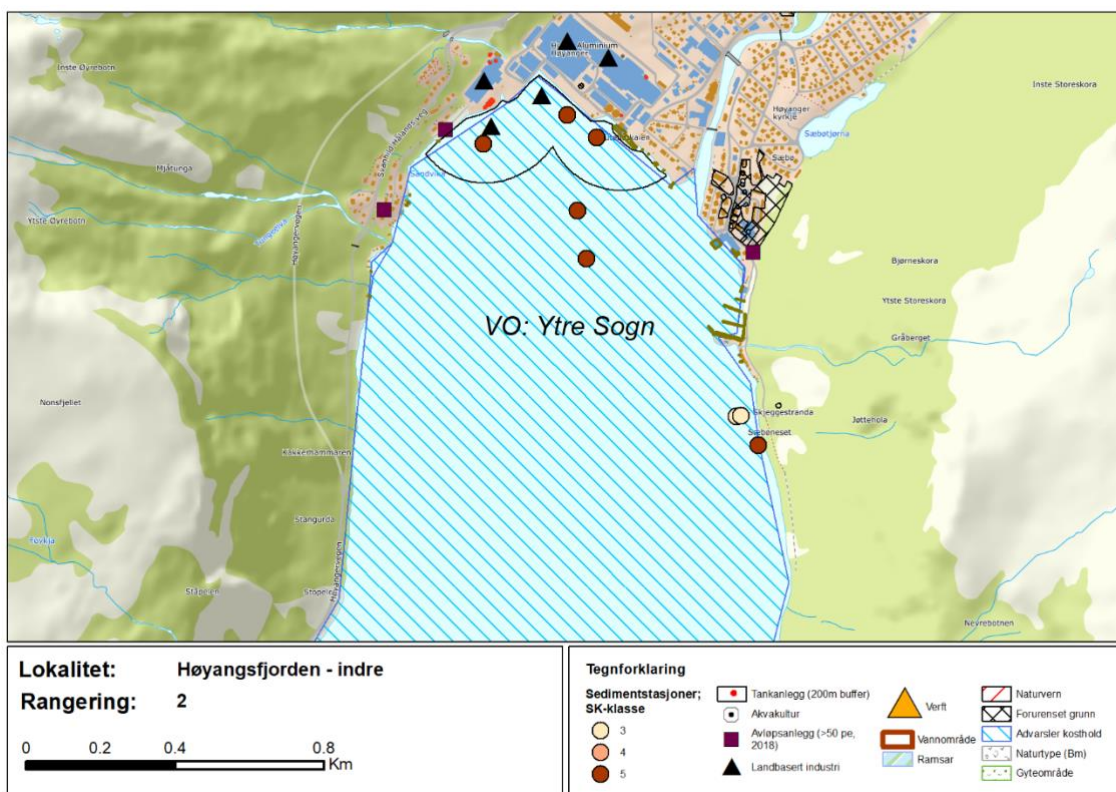 Inste Øyrebotn
Aluminium
Høyanger
Inste Storeskora
Høyanger
kyrkje
Sæbøtjørna
Sæbø
Mjåtunga
Sandvika
Ytste Øyrebotn
Høyangervegen
Bjørneskora
Ytste Storeskora
Gråberget
VO: Ytre Sogn
Nonsfjellet
Skjeggestranda
Jøttehola
Sæbøneset
Kakkerhammaren
Stangurda
Høyangervegen
Nevrebotnen
Lokalitet: Høyangsfjorden - indre
Rangering: 2
0 0.2 0.4 0.8
Km
Tegnforklaring
Sedimentstasjoner;
SK-klasse
3
4
5
Tankanlegg (200m buffer)
Akvakultur
Avløpsanlegg (>50 pe,
2018)
Landbasert industri
Verft
Vannområde
Ramsar
Naturvern
Forurenset grunn
Advarsler kosthold
Naturtype (Bm)
Gyteområde